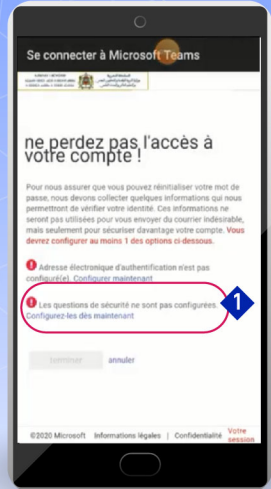 Se connecter à Microsoft Teams
ne perdez pas l'accès à
votre compte !
Pour nous assurer que vous pouvez réinitialiser votre mot de
passe, nous devons collecter quelques informations qui nous
permettront de vérifier votre identité. Ces informations ne
seront pas utilisées pour vous envoyer du courrier indésirable,
mais seulement pour sécuriser davantage votre compte. Vous
devrez configurer au moins 1 des options ci-dessous.
Adresse électronique d'authentification n'est pas
configuré(e). Configurer maintenant
Les questions de sécurité ne sont pas configurées.
Configurez-les dès maintenant
1
terminer annuler
©2020 Microsoft Informations légales | Confidentialité Votre
session